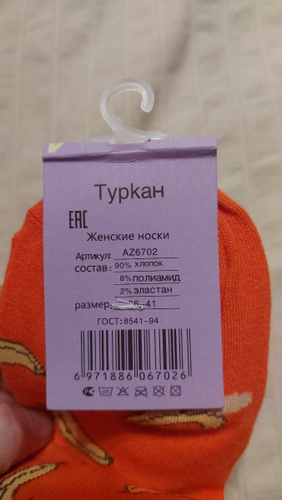 Туркан
ЕАС
Женские носки
Артикул: AZ6702
состав: 90% хлопок
8% полиамид
2% эластан
размер: -41
ГОСТ:8541-94
6 971886 067026